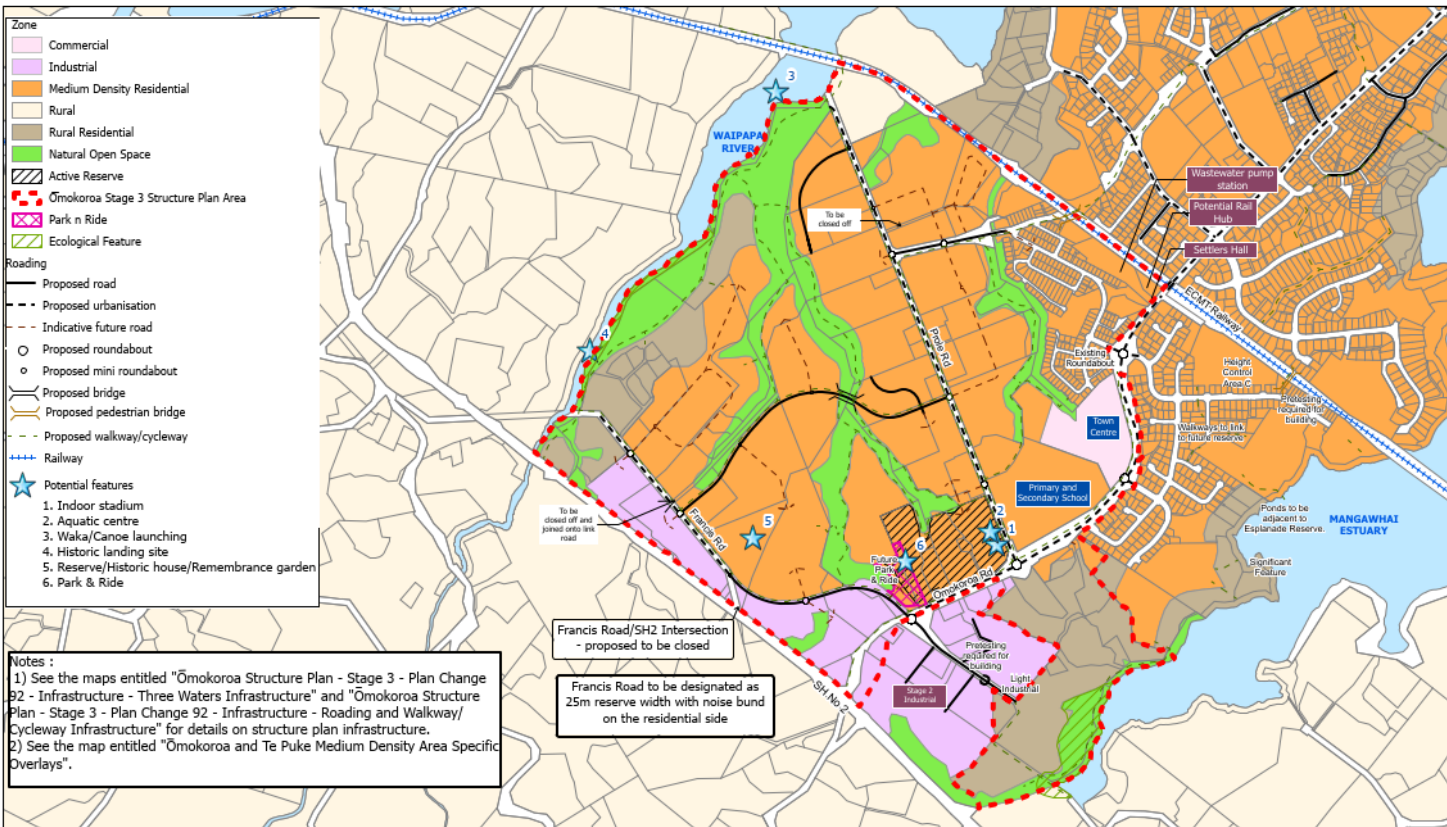 Zone
Commercial
Industrial
Medium Density Residential
Rural
Rural Residential
Natural Open Space
Active Reserve
Ōmokoroa Stage 3 Structure Plan Area
Park n Ride
Ecological Feature
Roading
Proposed road
Proposed urbanisation
Indicative future road
Proposed roundabout
Proposed mini roundabout
Proposed bridge
Proposed pedestrian bridge
Proposed walkway/cycleway
Railway
Potential features
1. Indoor stadium
2. Aquatic centre
3. Waka/Canoe launching
4. Historic landing site
5. Reserve/Historic house/Remembrance garden
6. Park & Ride
3
WAIPAPA
RIVER
Wastewater pump
station
Potential Rail
Hub
Settlers Hall
To be
closed off
ECMT-Railway
4
Prole Rd
Existing
Roundabout
Height
Control
Area C
Pretesting
required for
building
Town
Centre
Walkways to link
to future reserve
Primary and
Secondary School
To be
closed off and
joined onto link
road
Francis Rd
5
2
1
6
Future
Park
& Ride
Omokoroa Rd
Ponds to be
adjacent to
Esplanade Reserve.
MANGAWHAI
ESTUARY
Significant
Feature
Francis Road/SH2 Intersection
- proposed to be closed
Francis Road to be designated as
25m reserve width with noise bund
on the residential side
Pretesting
required for
building
Light
Industrial
Stage 2
Industrial
SH No 2
Notes :
1) See the maps entitled "Ōmokoroa Structure Plan - Stage 3 - Plan Change
92 - Infrastructure - Three Waters Infrastructure" and "Ōmokoroa Structure
Plan - Stage 3 - Plan Change 92 - Infrastructure - Roading and Walkway/
Cycleway Infrastructure" for details on structure plan infrastructure.
2) See the map entitled "Ōmokoroa and Te Puke Medium Density Area Specific
Overlays".